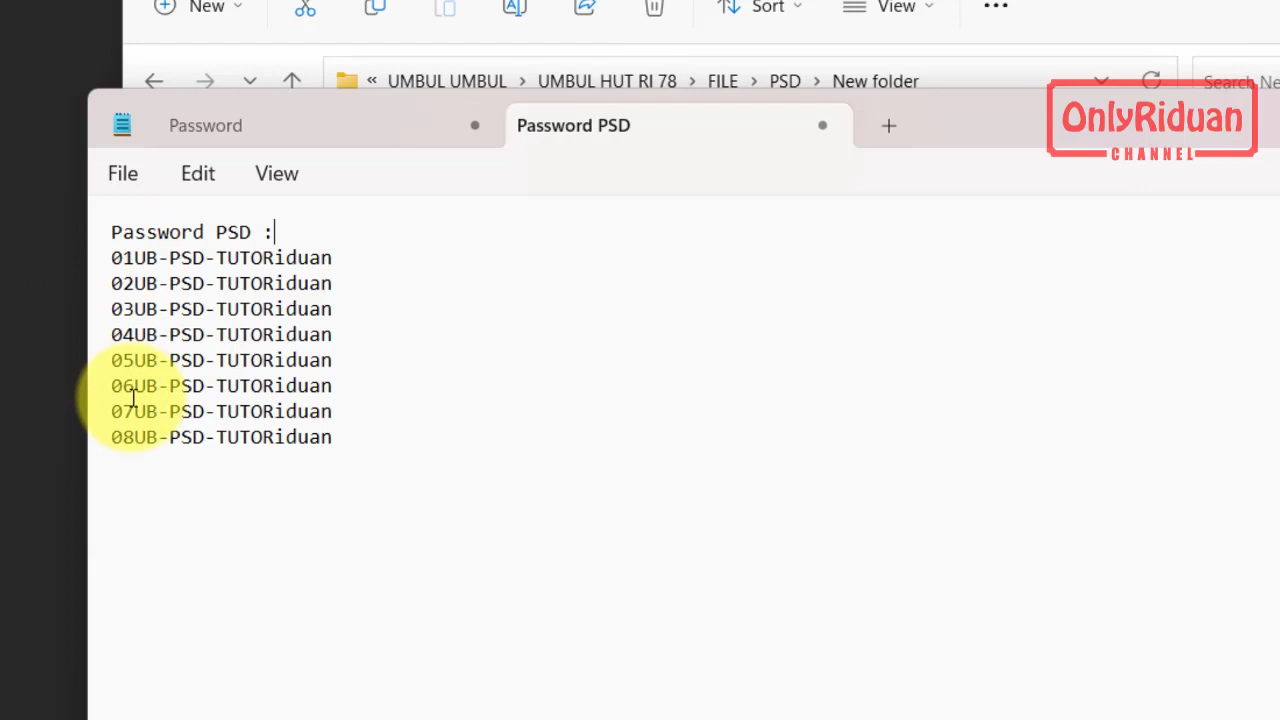 New
Sort
View
« UMBUL UMBUL > UMBUL HUT RI 78 > FILE > PSD > New folder
Search Ne
OnlyRiduan
CHANNEL
Password
Password PSD
File
Edit
View
Password PSD :
01UB-PSD-TUTORiduan
02UB-PSD-TUTORiduan
03UB-PSD-TUTORiduan
04UB-PSD-TUTORiduan
05UB-PSD-TUTORiduan
06UB-PSD-TUTORiduan
07UB-PSD-TUTORiduan
08UB-PSD-TUTORiduan